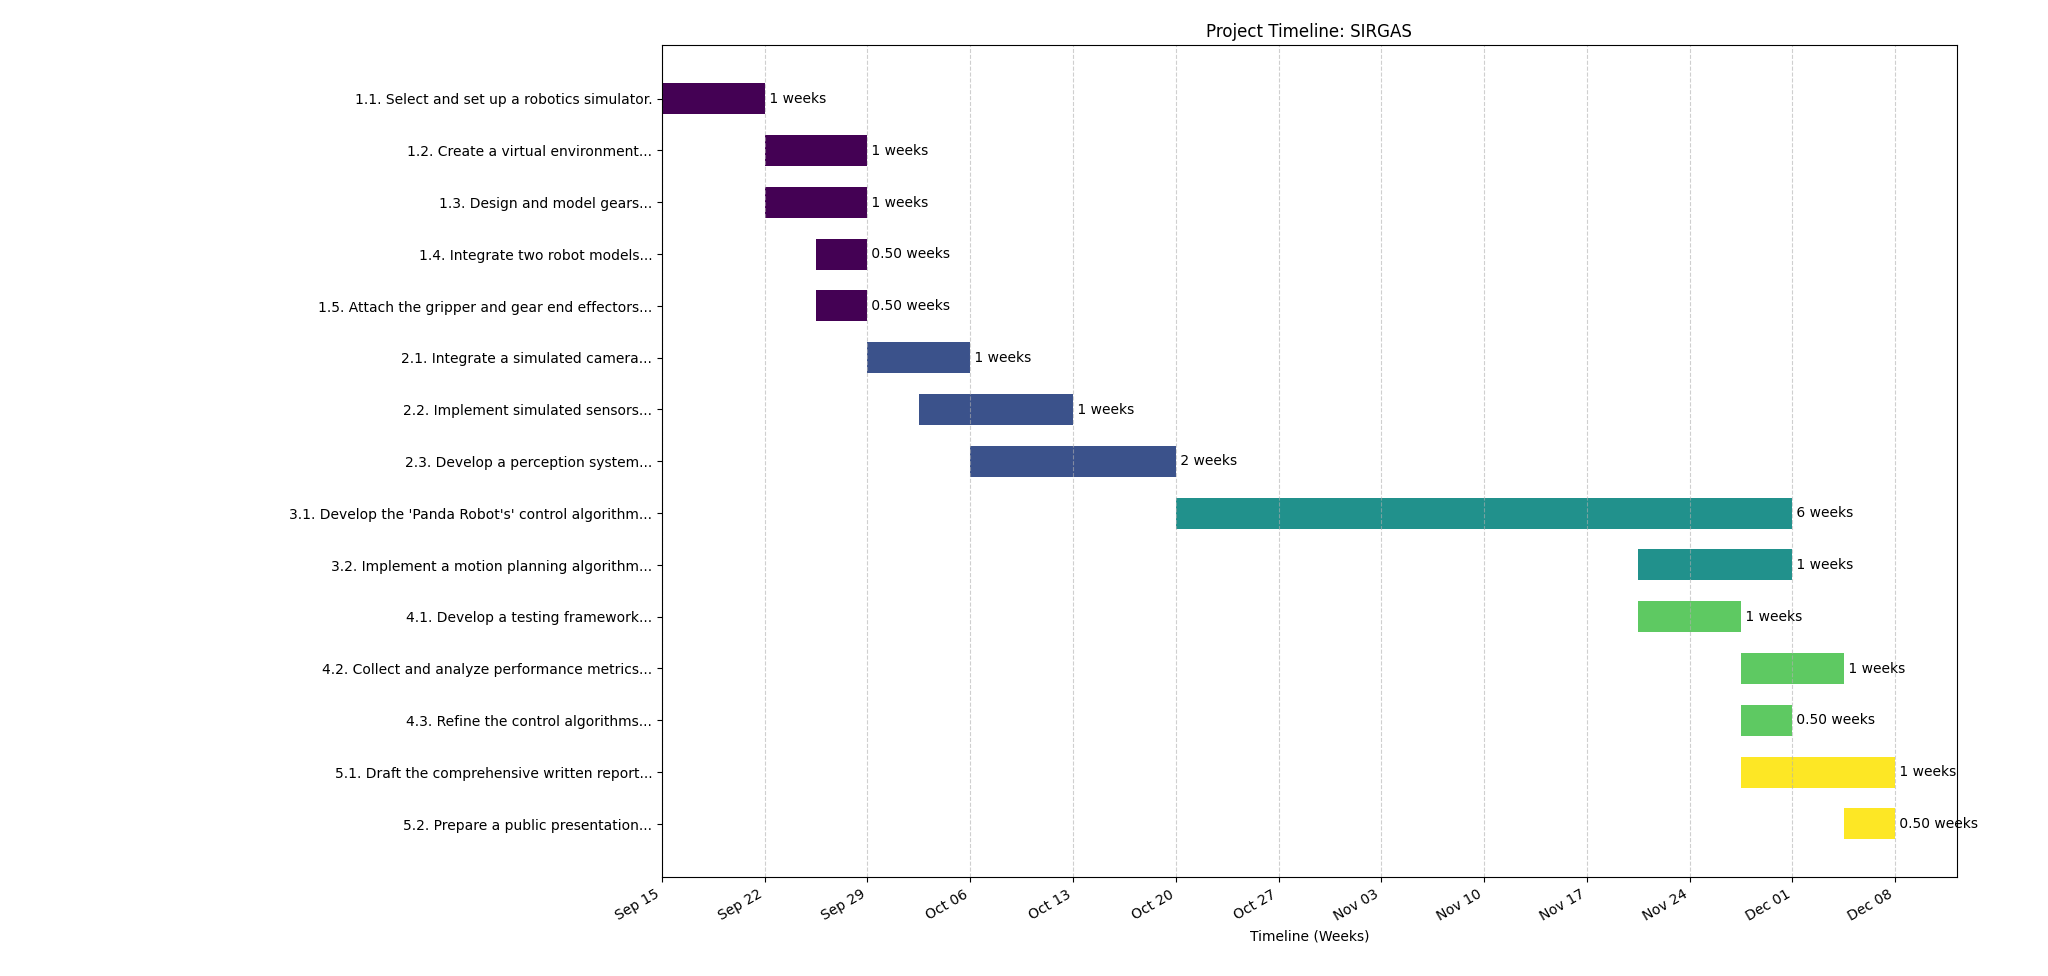 Project Timeline: SIRGAS
1.1. Select and set up a robotics simulator. 1 weeks
1.2. Create a virtual environment... 1 weeks
1.3. Design and model gears... 1 weeks
1.4. Integrate two robot models... 0.50 weeks
1.5. Attach the gripper and gear end effectors... 0.50 weeks
2.1. Integrate a simulated camera... 1 weeks
2.2. Implement simulated sensors... 1 weeks
2.3. Develop a perception system... 2 weeks
3.1. Develop the 'Panda Robot's' control algorithm... 6 weeks
3.2. Implement a motion planning algorithm... 1 weeks
4.1. Develop a testing framework... 1 weeks
4.2. Collect and analyze performance metrics... 1 weeks
4.3. Refine the control algorithms... 0.50 weeks
5.1. Draft the comprehensive written report... 1 weeks
5.2. Prepare a public presentation... 0.50 weeks
Sep 15 Sep 22 Sep 29 Oct 06 Oct 13 Oct 20 Oct 27 Nov 03 Nov 10 Nov 17 Nov 24 Dec 01 Dec 08
Timeline (Weeks)